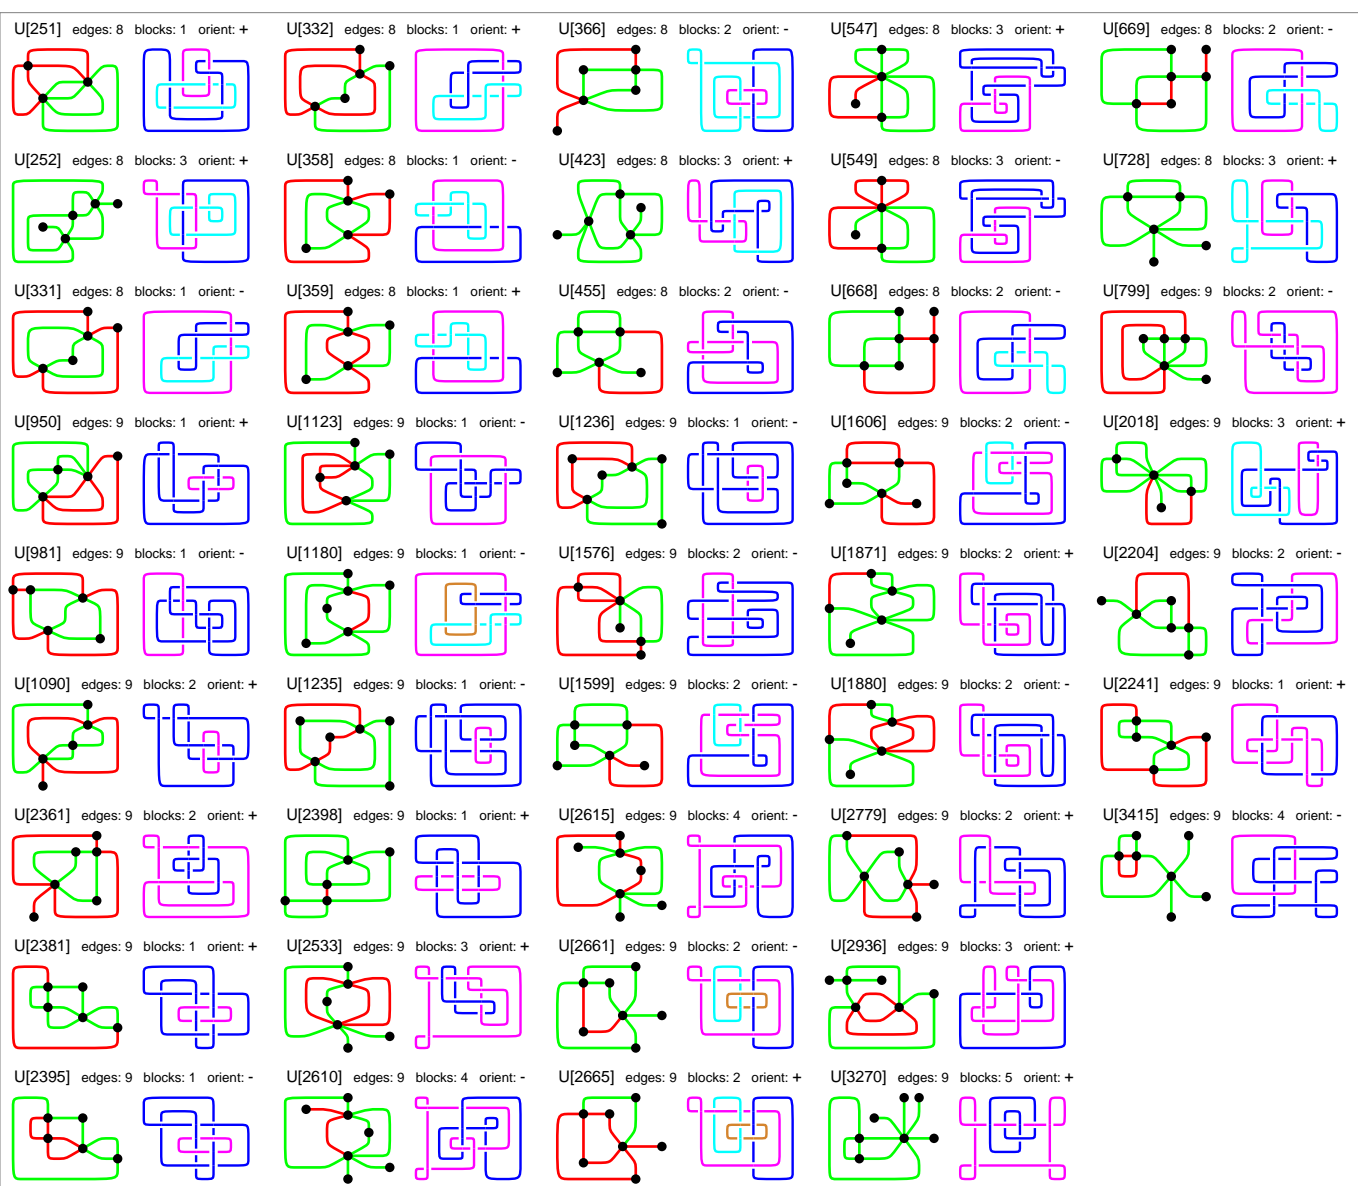 U[251] edges: 8 blocks: 1 orient: +
U[332] edges: 8 blocks: 1 orient: +
U[366] edges: 8 blocks: 2 orient: -
U[547] edges: 8 blocks: 3 orient: +
U[669] edges: 8 blocks: 2 orient: -
U[252] edges: 8 blocks: 3 orient: +
U[358] edges: 8 blocks: 1 orient: -
U[423] edges: 8 blocks: 3 orient: +
U[549] edges: 8 blocks: 3 orient: -
U[728] edges: 8 blocks: 3 orient: +
U[331] edges: 8 blocks: 1 orient: -
U[359] edges: 8 blocks: 1 orient: +
U[455] edges: 8 blocks: 2 orient: -
U[668] edges: 8 blocks: 2 orient: -
U[799] edges: 9 blocks: 2 orient: -
U[950] edges: 9 blocks: 1 orient: +
U[1123] edges: 9 blocks: 1 orient: -
U[1236] edges: 9 blocks: 1 orient: -
U[1606] edges: 9 blocks: 2 orient: -
U[2018] edges: 9 blocks: 3 orient: +
U[981] edges: 9 blocks: 1 orient: -
U[1180] edges: 9 blocks: 1 orient: -
U[1576] edges: 9 blocks: 2 orient: -
U[1871] edges: 9 blocks: 2 orient: +
U[2204] edges: 9 blocks: 2 orient: -
U[1090] edges: 9 blocks: 2 orient: +
U[1235] edges: 9 blocks: 1 orient: -
U[1599] edges: 9 blocks: 2 orient: -
U[1880] edges: 9 blocks: 2 orient: -
U[2241] edges: 9 blocks: 1 orient: +
U[2361] edges: 9 blocks: 2 orient: +
U[2398] edges: 9 blocks: 1 orient: +
U[2615] edges: 9 blocks: 4 orient: -
U[2779] edges: 9 blocks: 2 orient: +
U[3415] edges: 9 blocks: 4 orient: -
U[2381] edges: 9 blocks: 1 orient: +
U[2533] edges: 9 blocks: 3 orient: +
U[2661] edges: 9 blocks: 2 orient: -
U[2936] edges: 9 blocks: 3 orient: +
U[2395] edges: 9 blocks: 1 orient: -
U[2610] edges: 9 blocks: 4 orient: -
U[2665] edges: 9 blocks: 2 orient: +
U[3270] edges: 9 blocks: 5 orient: +